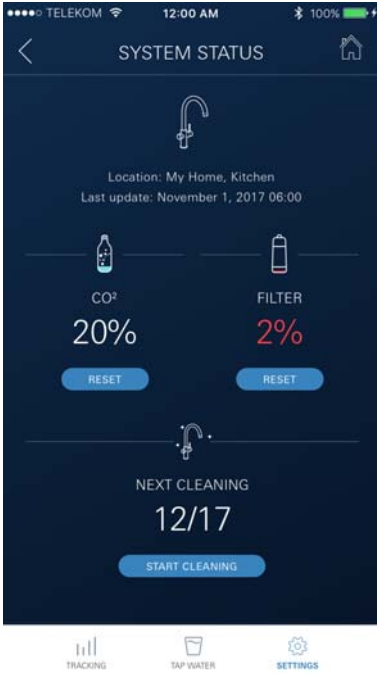 TELEKOM 12:00 AM 100%
SYSTEM STATUS
Location: My Home, Kitchen
Last update: November 1, 2017 06:00
CO² FILTER
20% 2%
RESET RESET
NEXT CLEANING
12/17
START CLEANING
TRACKING TAP WATER SETTINGS